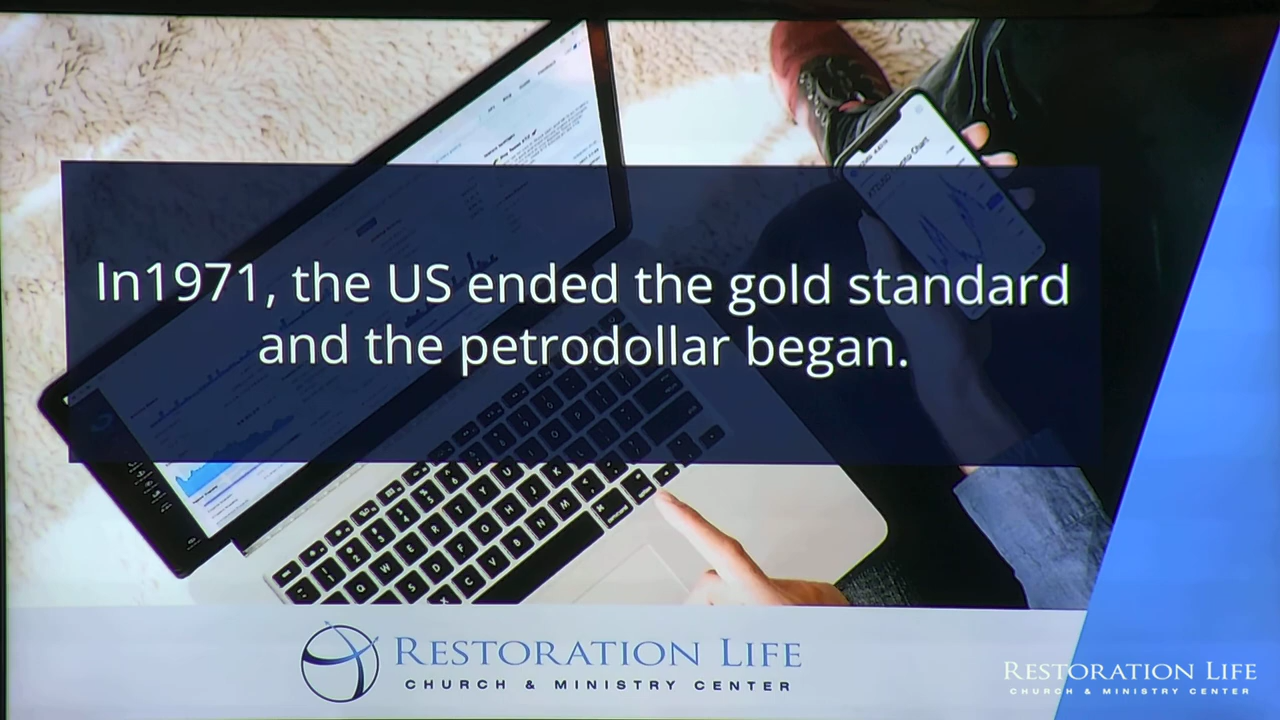 In1971, the US ended the gold standard
and the petrodollar began.
RESTORATION LIFE
CHURCH & MINISTRY CENTER
RESTORATION LIFE
CHURCH & MINISTRY CENTER